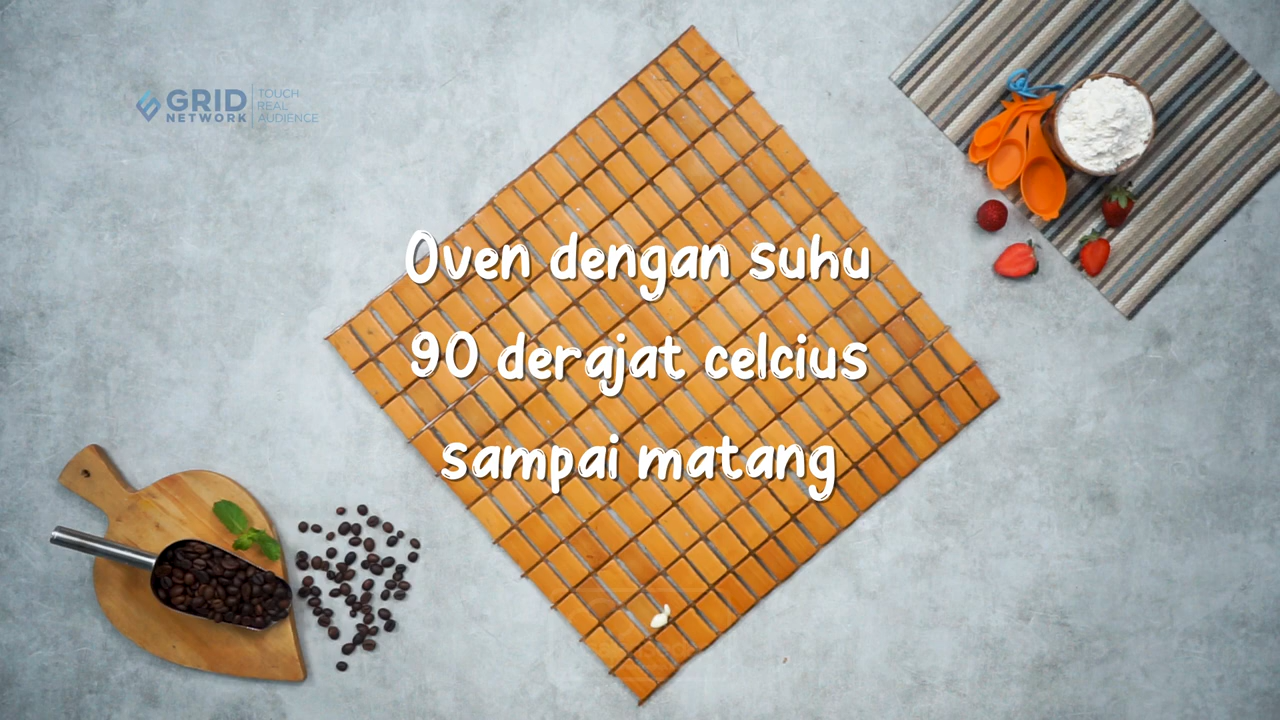 GRID NETWORK
TOUCH
REAL
AUDIENCE
Oven dengan suhu
90 derajat celcius
sampai matang